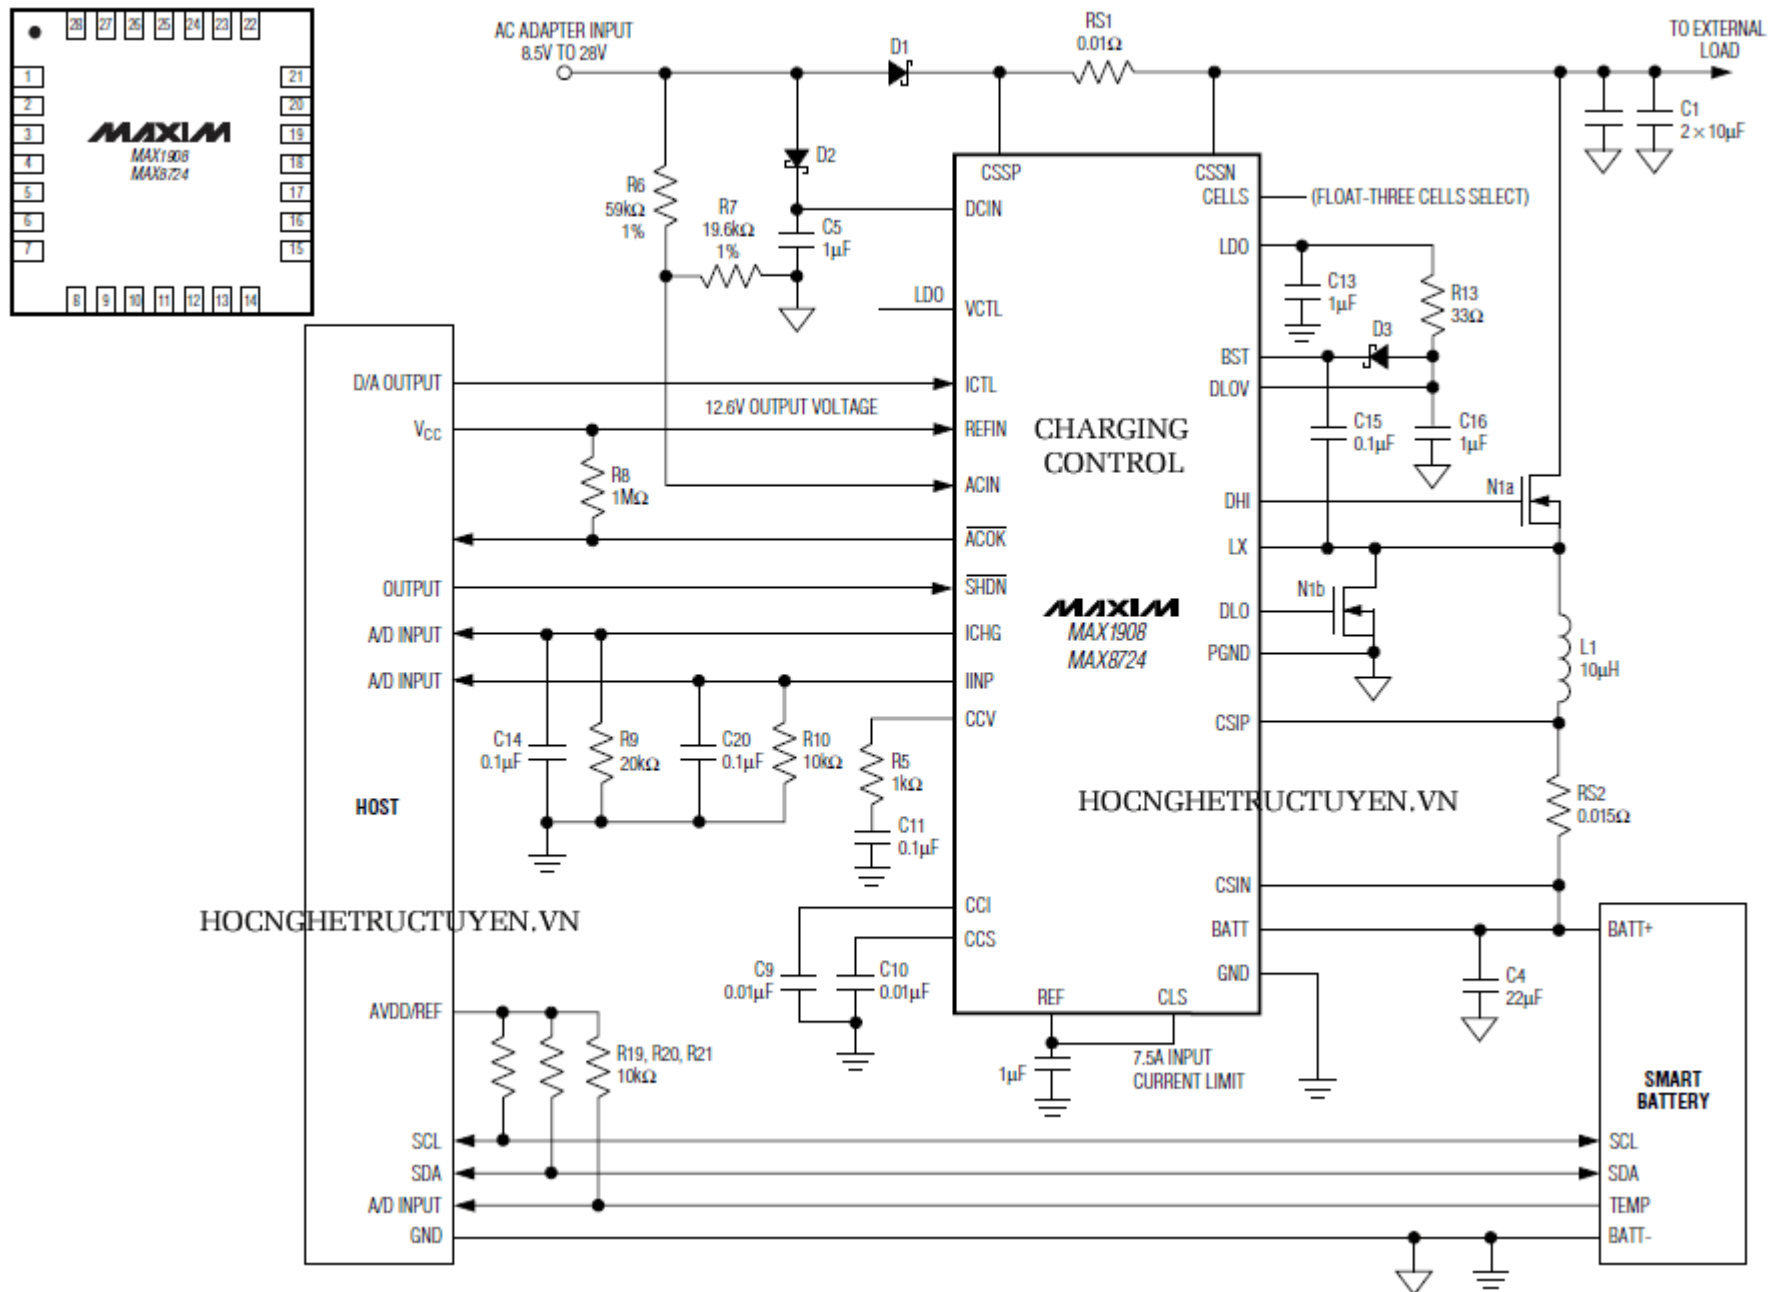 28 27 26 25 24 23 22
1
2
3
4
5
6
7
21
20
19
18
17
16
15
MAXIM
MAX1908
MAX8724
8 9 10 11 12 13 14
AC ADAPTER INPUT
8.5V TO 28V
D1
RS1
0.01Ω
TO EXTERNAL
LOAD
C1
2 × 10µF
D2
R6
59kΩ
1%
R7
19.6kΩ
1%
C5
1µF
LDO
CSSP
CSSN
DCIN
VCTL
ICTL
REFIN
ACIN
ACOK
SHDN
ICHG
IINP
CCV
CCI
CCS
REF
CLS
CELLS
LDO
BST
DLOV
DHI
LX
DLO
PGND
CSIP
CSIN
BATT
GND
CHARGING
CONTROL
MAXIM
MAX1908
MAX8724
HOCNGHETRUCTUYEN.VN
(FLOAT-THREE CELLS SELECT)
C13
1µF
R13
33Ω
D3
C15
0.1µF
C16
1µF
N1a
N1b
L1
10µH
RS2
0.015Ω
C4
22µF
D/A OUTPUT
VCC
OUTPUT
A/D INPUT
A/D INPUT
HOST
12.6V OUTPUT VOLTAGE
R8
1MΩ
C14
0.1µF
R9
20kΩ
C20
0.1µF
R10
10kΩ
R5
1kΩ
C11
0.1µF
HOCNGHETRUCTUYEN.VN
C9
0.01µF
C10
0.01µF
1µF
7.5A INPUT
CURRENT LIMIT
AVDD/REF
R19, R20, R21
10kΩ
SCL
SDA
A/D INPUT
GND
BATT+
SMART
BATTERY
SCL
SDA
TEMP
BATT-